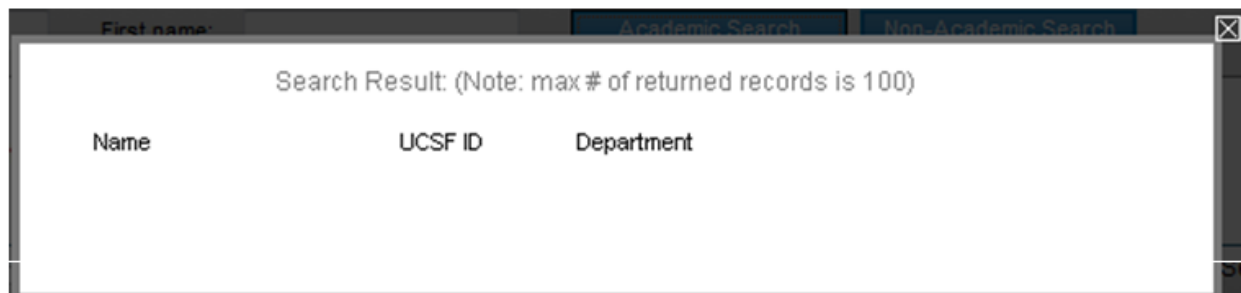 First name: Academic Search Non-Academic Search
Search Result: (Note: max # of returned records is 100)
Name UCSF ID Department